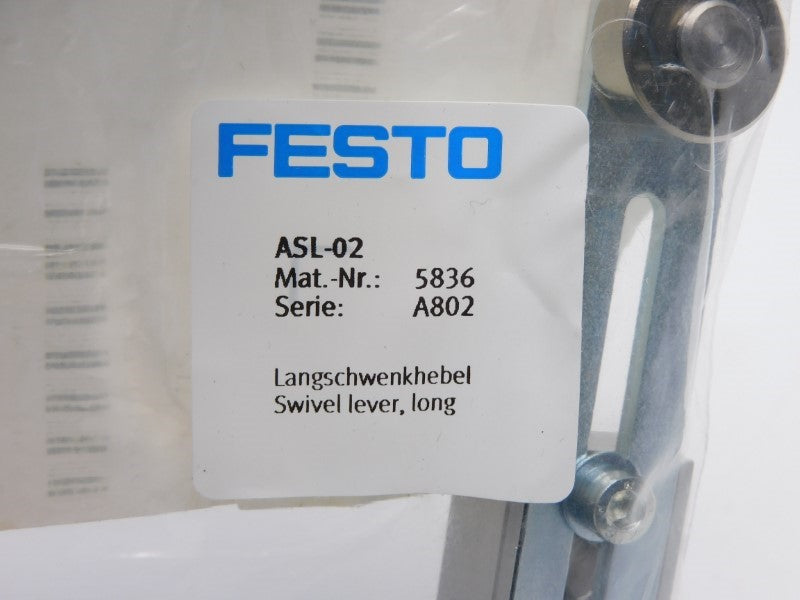 FESTO
ASL-02
Mat.-Nr.: 5836
Serie: A802
Langschwenkhebel
Swivel lever, long